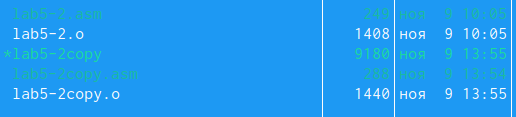 lab5-2.asm 249 ноя 9 10:05
lab5-2.o 1408 ноя 9 10:05
*lab5-2copy 9180 ноя 9 13:55
lab5-2copy.asm 288 ноя 9 13:54
lab5-2copy.o 1440 ноя 9 13:55